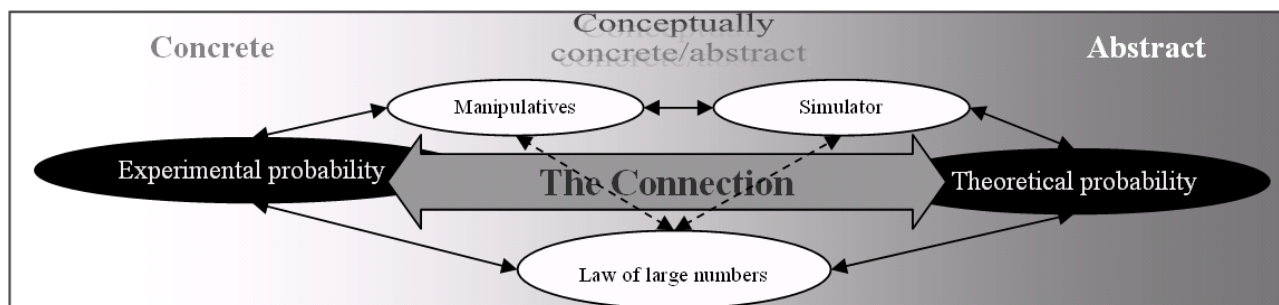 Conceptually
concrete/abstract
Concrete
Abstract
Manipulatives
Simulator
Experimental probability
The Connection
Theoretical probability
Law of large numbers